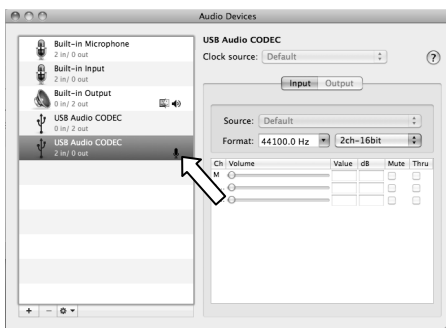 Audio Devices
Built-in Microphone
2 in/ 0 out
Built-in Input
2 in/ 0 out
Built-in Output
0 in/ 2 out
USB Audio CODEC
0 in/ 2 out
USB Audio CODEC
2 in/ 0 out
USB Audio CODEC
Clock source: Default
?
Input Output
Source: Default
Format: 44100.0 Hz 2ch-16bit
Ch Volume Value dB Mute Thru
M
+ −